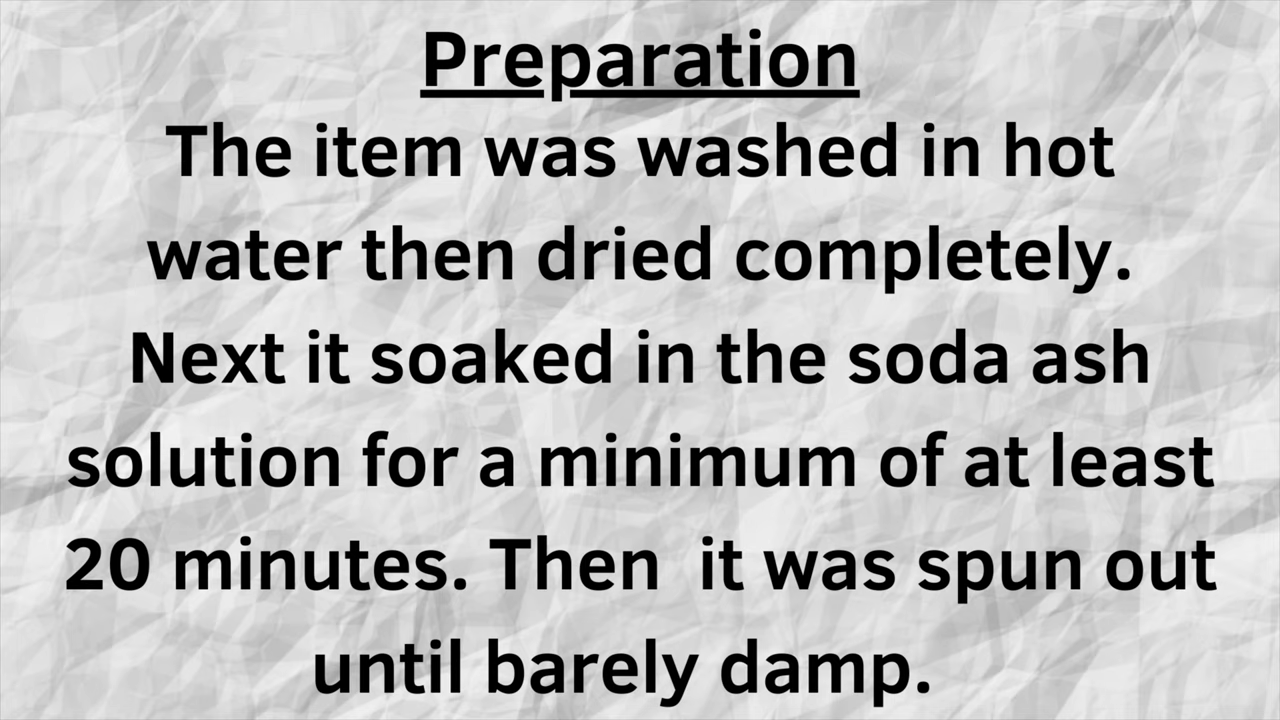 Preparation
The item was washed in hot
water then dried completely.
Next it soaked in the soda ash
solution for a minimum of at least
20 minutes. Then  it was spun out
until barely damp.